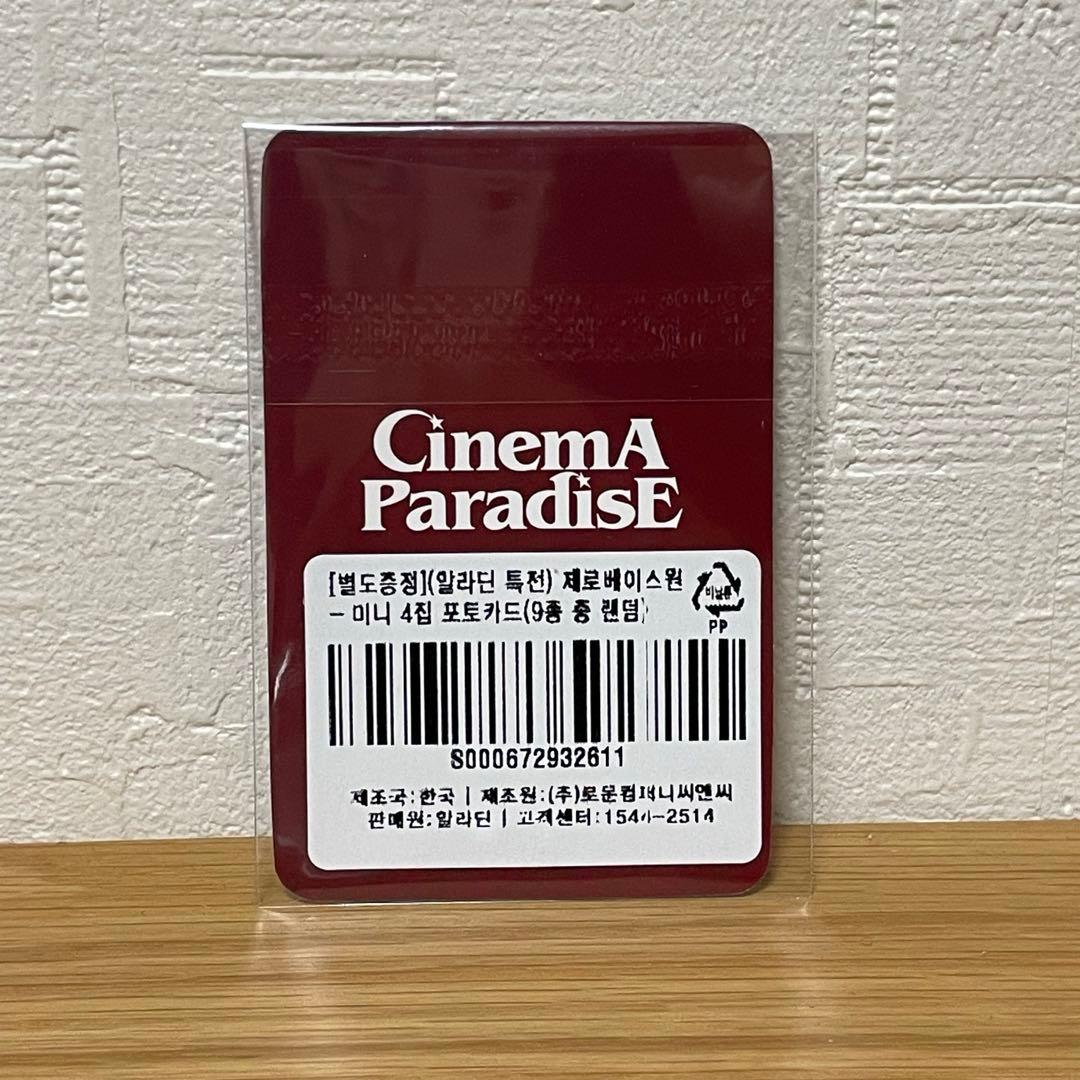 CinemA
ParadisE
[별도증정](알라딘 특전) 제로베이스원
- 미니 4집 포토카드(9종 중 랜덤)
비닐류
PP
S000672932611
제조국:한국 | 제조원:(주)로운컴퍼니씨앤씨
판매원:알라딘 | 고객센터:1544-2514